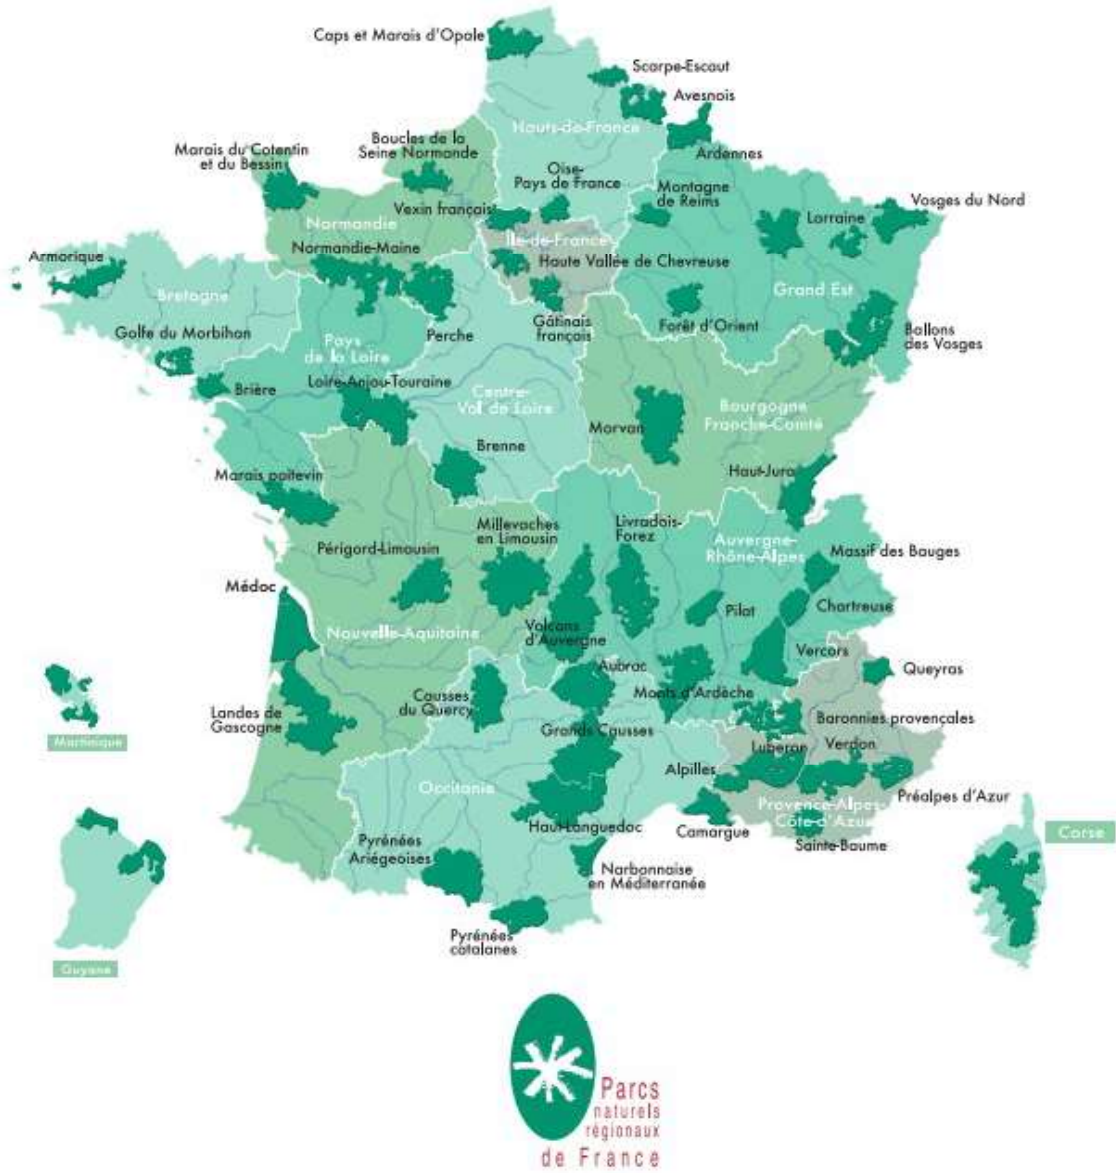 Caps et Marais d'Opale
Scarpe-Escaut
Avesnois
Hauts-de-France
Ardennes
Marais du Cotentin
et du Bessin
Boucles de la
Seine Normande
Oise-
Pays de France
Montagne
de Reims
Vosges du Nord
Vexin français
Lorraine
Normandie
Île-de-France
Normandie-Maine
Haute Vallée de Chevreuse
Armorique
Bretagne
Grand Est
Golfe du Morbihan
Perche
Gâtinais
français
Forêt d'Orient
Ballons
des Vosges
Pays
de la Loire
Brière
Loire-Anjou-Touraine
Centre-
Val de Loire
Bourgogne
Franche-Comté
Morvan
Brenne
Haut-Jura
Marais poitevin
Millevaches
en Limousin
Livradois-
Forez
Auvergne-
Rhône-Alpes
Périgord-Limousin
Massif des Bauges
Médoc
Pilat
Chartreuse
Nouvelle-Aquitaine
Volcans
d'Auvergne
Vercors
Aubrac
Queyras
Causses
du Quercy
Monts d'Ardèche
Landes de
Gascogne
Baronnies provençales
Grands Causses
Martinique
Luberon
Verdon
Alpilles
Occitanie
Préalpes d'Azur
Provence-Alpes-
Côte-d'Azur
Haut-Languedoc
Camargue
Corse
Sainte-Baume
Pyrénées
Ariégeoises
Narbonnaise
en Méditerranée
Pyrénées
catalanes
Guyane
Parcs
naturels
régionaux
de France